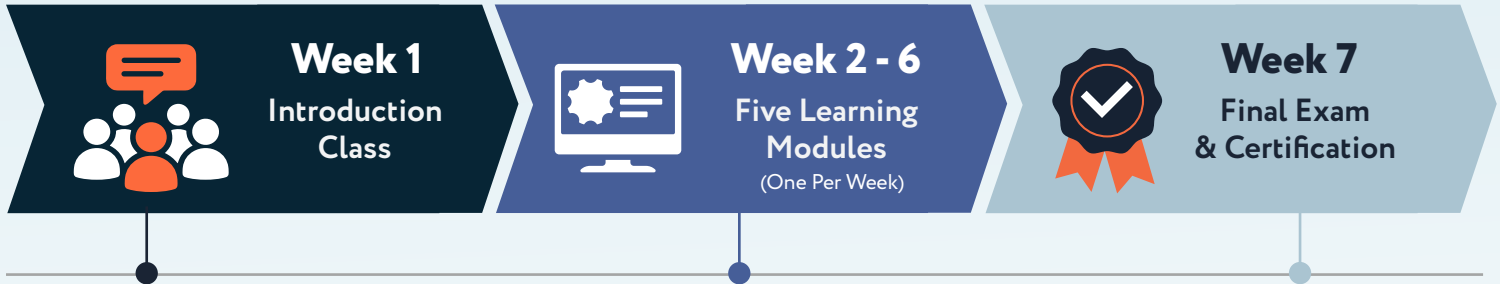 Week 1
Introduction
Class
Week 2 - 6
Five Learning
Modules
(One Per Week)
Week 7
Final Exam
& Certification